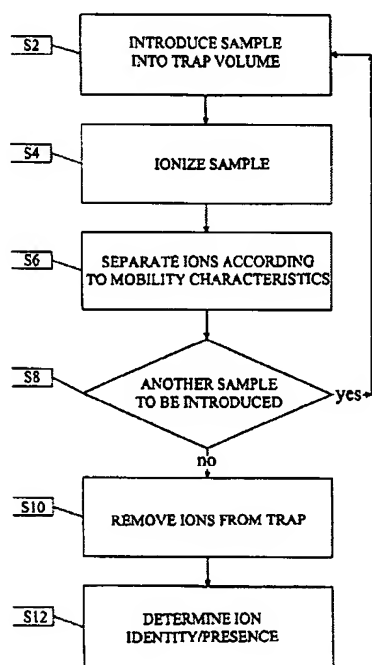 S2
INTRODUCE SAMPLE
INTO TRAP VOLUME
S4
IONIZE SAMPLE
S6
SEPARATE IONS ACCORDING
TO MOBILITY CHARACTERISTICS
S8
ANOTHER SAMPLE
TO BE INTRODUCED
yes
no
S10
REMOVE IONS FROM TRAP
S12
DETERMINE ION
IDENTITY/PRESENCE